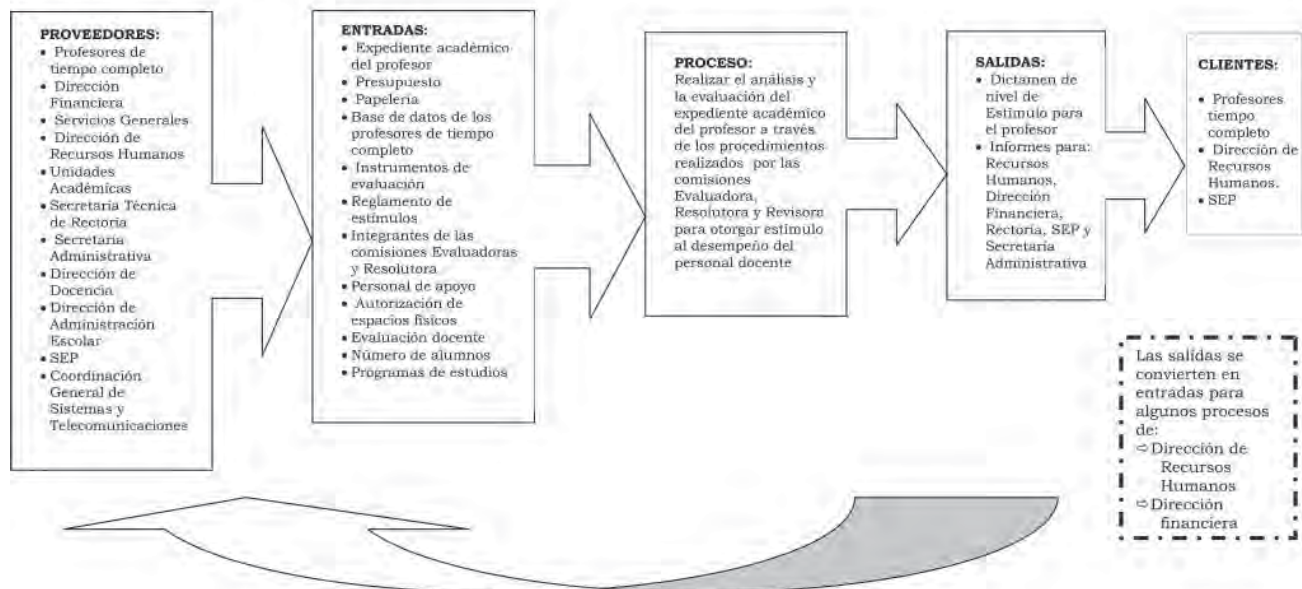 PROVEEDORES:
• Profesores de
tiempo completo
• Dirección
Financiera
• Servicios Generales
• Dirección de
Recursos Humanos
• Unidades
Académicas
• Secretaría Técnica
de Rectoría
• Secretaría
Administrativa
• Dirección de
Docencia
• Dirección de
Administración
Escolar
• SEP
• Coordinación
General de
Sistemas y
Telecomunicaciones
ENTRADAS:
• Expediente académico
del profesor
• Presupuesto
• Papelería
• Base de datos de los
profesores de tiempo
completo
• Instrumentos de
evaluación
• Reglamento de
estímulos
• Integrantes de las
comisiones Evaluadoras
y Resolutora
• Personal de apoyo
• Autorización de
espacios físicos
• Evaluación docente
• Número de alumnos
• Programas de estudios
PROCESO:
Realizar el análisis y
la evaluación del
expediente académico
del profesor a través
de los procedimientos
realizados por las
comisiones
Evaluadora,
Resolutora y Revisora
para otorgar estímulo
al desempeño del
personal docente
SALIDAS:
• Dictamen de
nivel de
Estímulo para
el profesor
• Informes para:
Recursos
Humanos,
Dirección
Financiera,
Rectoría, SEP y
Secretaría
Administrativa
CLIENTES:
• Profesores
tiempo
completo
• Dirección de
Recursos
Humanos.
• SEP
Las salidas se
convierten en
entradas para
algunos procesos
de:
⇨Dirección de
Recursos
Humanos
⇨Dirección
financiera